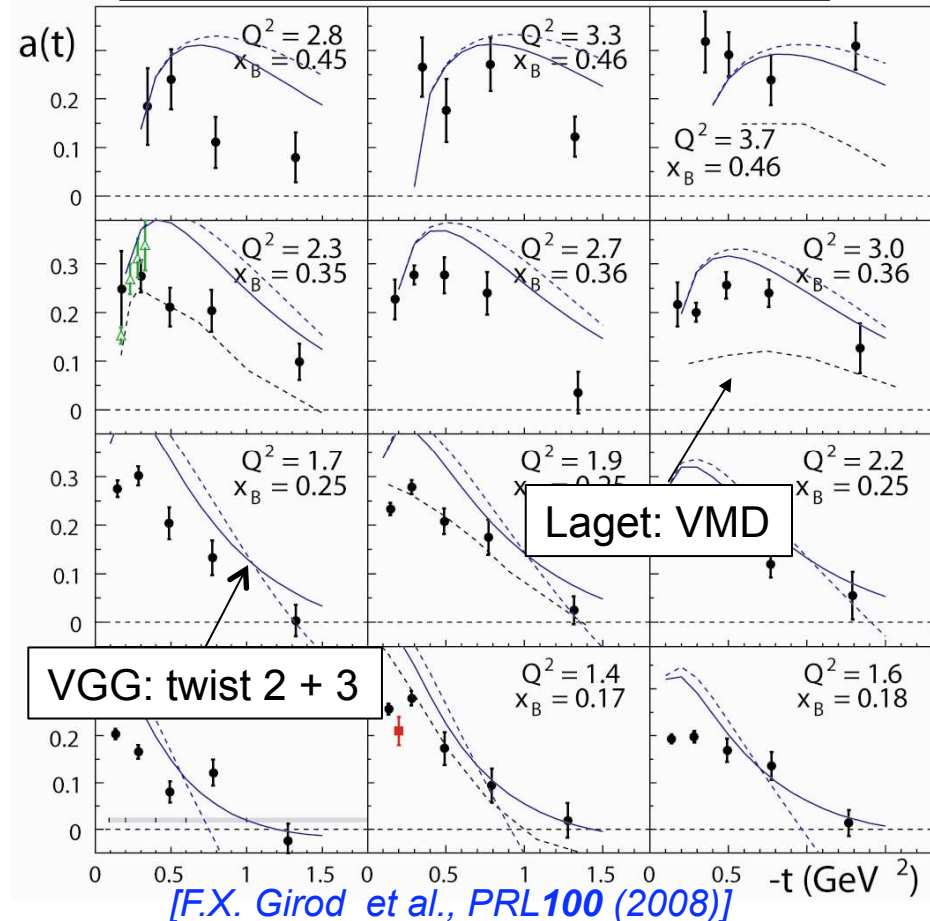 a(t)
Q² = 2.8
x_B = 0.45
Q² = 3.3
x_B = 0.46
Q² = 3.7
x_B = 0.46
0.2
0.1
0
Q² = 2.3
x_B = 0.35
Q² = 2.7
x_B = 0.36
Q² = 3.0
x_B = 0.36
0.3
0.2
0.1
0
Q² = 1.7
x_B = 0.25
Q² = 1.9
Q² = 2.2
x_B = 0.25
0.3
0.2
0.1
0
Laget: VMD
VGG: twist 2 + 3
Q² = 1.4
x_B = 0.17
Q² = 1.6
x_B = 0.18
0.2
0.1
0
0 0.5 1 1.5 0 0.5 1 1.5 0 0.5 1 1.5 -t (GeV²)
[F.X. Girod et al., PRL100 (2008)]